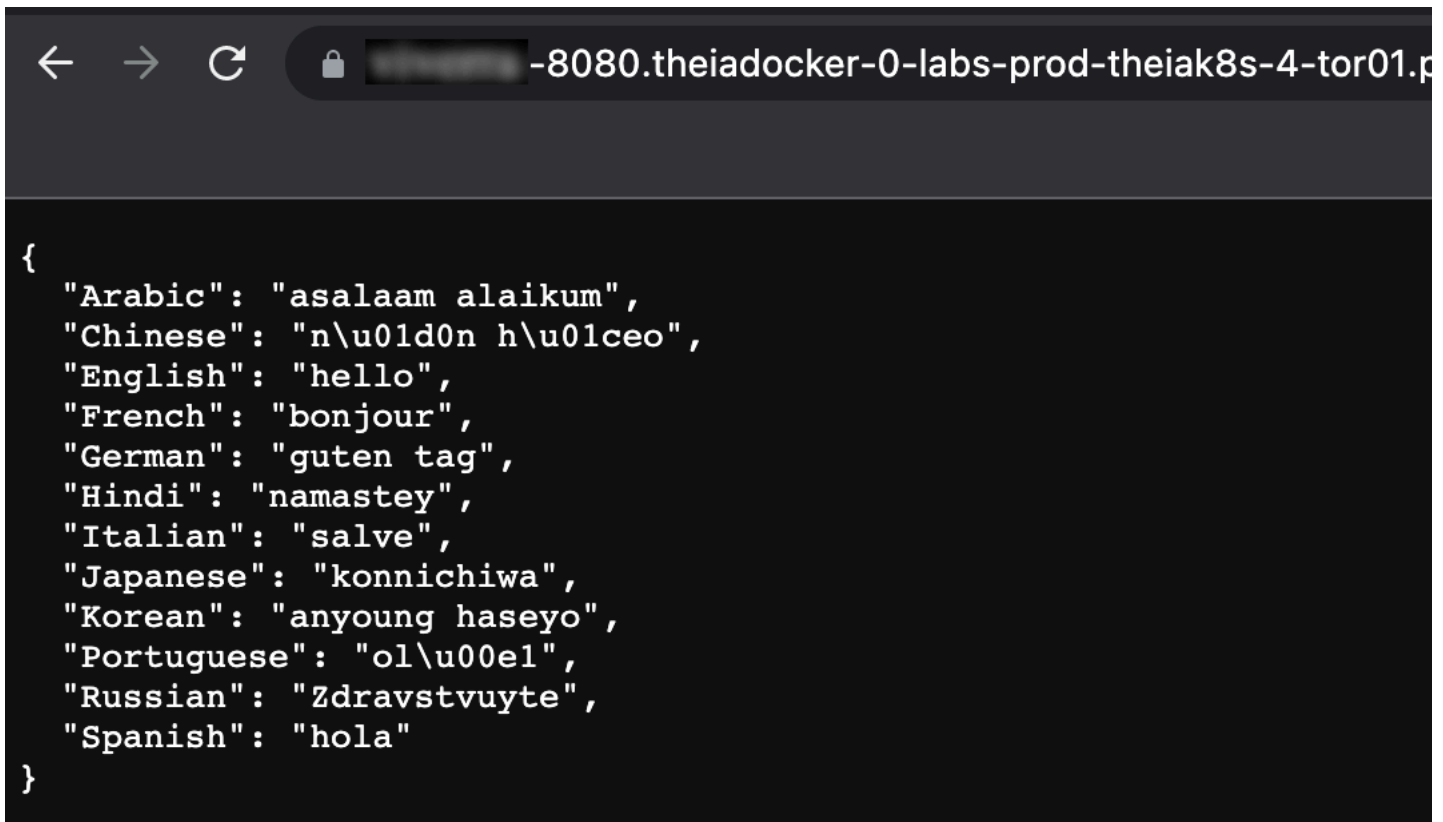 -8080.theiadocker-0-labs-prod-theiak8s-4-tor01.p
{
"Arabic": "asalaam alaikum",
"Chinese": "n\u01d0n h\u01ceo",
"English": "hello",
"French": "bonjour",
"German": "guten tag",
"Hindi": "namastey",
"Italian": "salve",
"Japanese": "konnichiwa",
"Korean": "anyoung haseyo",
"Portuguese": "ol\u00e1",
"Russian": "Zdravstvuyte",
"Spanish": "hola"
}